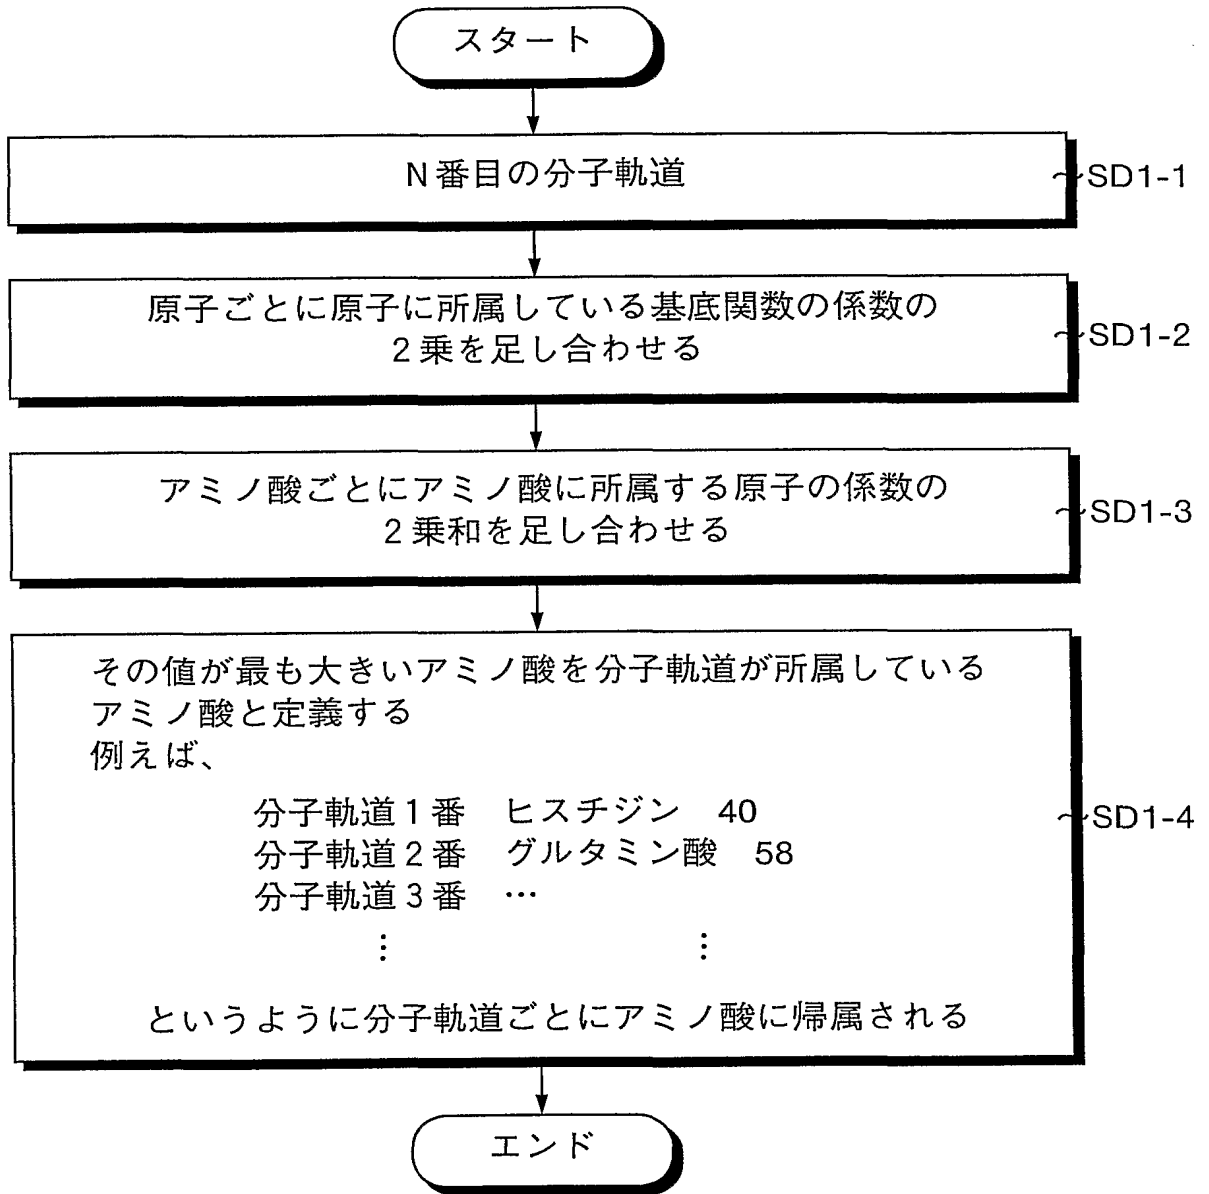 スタート
N番目の分子軌道
SD1-1
原子ごとに原子に所属している基底関数の係数の
2乗を足し合わせる
SD1-2
アミノ酸ごとにアミノ酸に所属する原子の係数の
2乗和を足し合わせる
SD1-3
その値が最も大きいアミノ酸を分子軌道が所属している
アミノ酸と定義する
例えば、
分子軌道1番 ヒスチジン 40
分子軌道2番 グルタミン酸 58
分子軌道3番 …
⋮ ⋮
というように分子軌道ごとにアミノ酸に帰属される
SD1-4
エンド